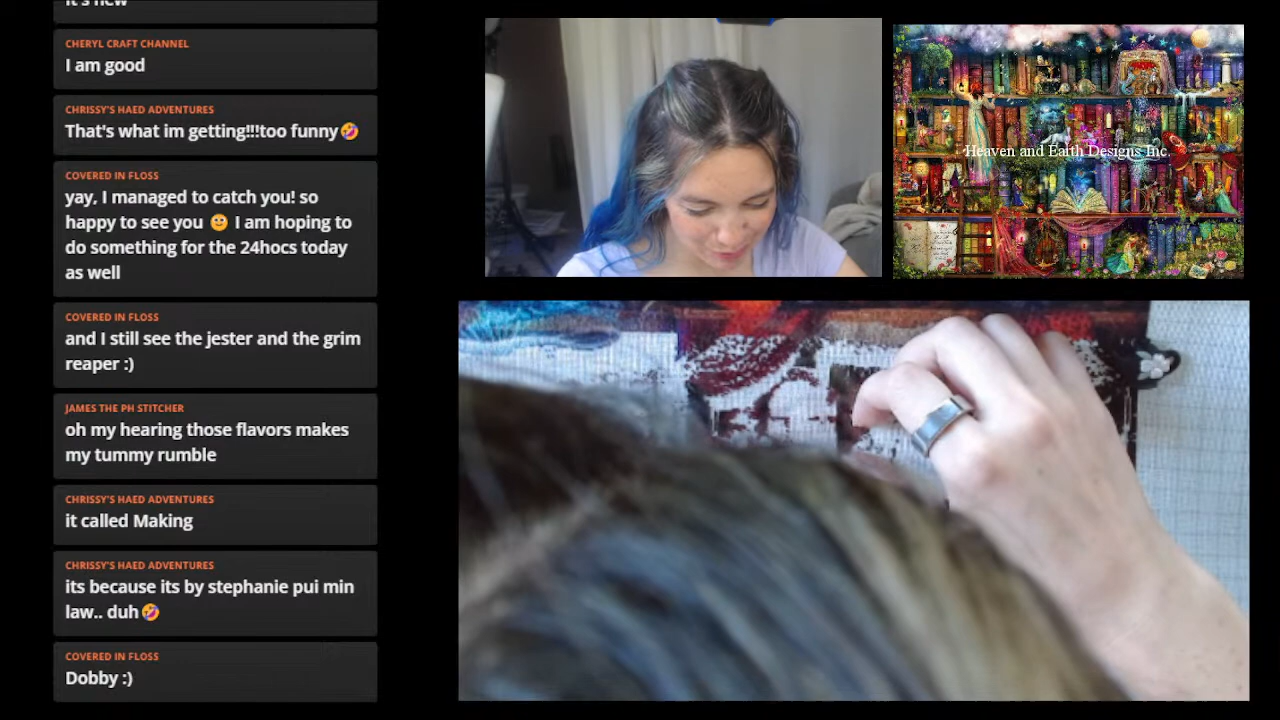 it's new
CHERYL CRAFT CHANNEL
I am good
CHRISSY'S HAED ADVENTURES
That's what im getting!!!too funny🤣
COVERED IN FLOSS
yay, I managed to catch you! so
happy to see you 🙂 I am hoping to
do something for the 24hocs today
as well
COVERED IN FLOSS
and I still see the jester and the grim
reaper :)
JAMES THE PH STITCHER
oh my hearing those flavors makes
my tummy rumble
CHRISSY'S HAED ADVENTURES
it called Making
CHRISSY'S HAED ADVENTURES
its because its by stephanie pui min
law.. duh🤣
COVERED IN FLOSS
Dobby :)
Heaven and Earth Designs Inc.